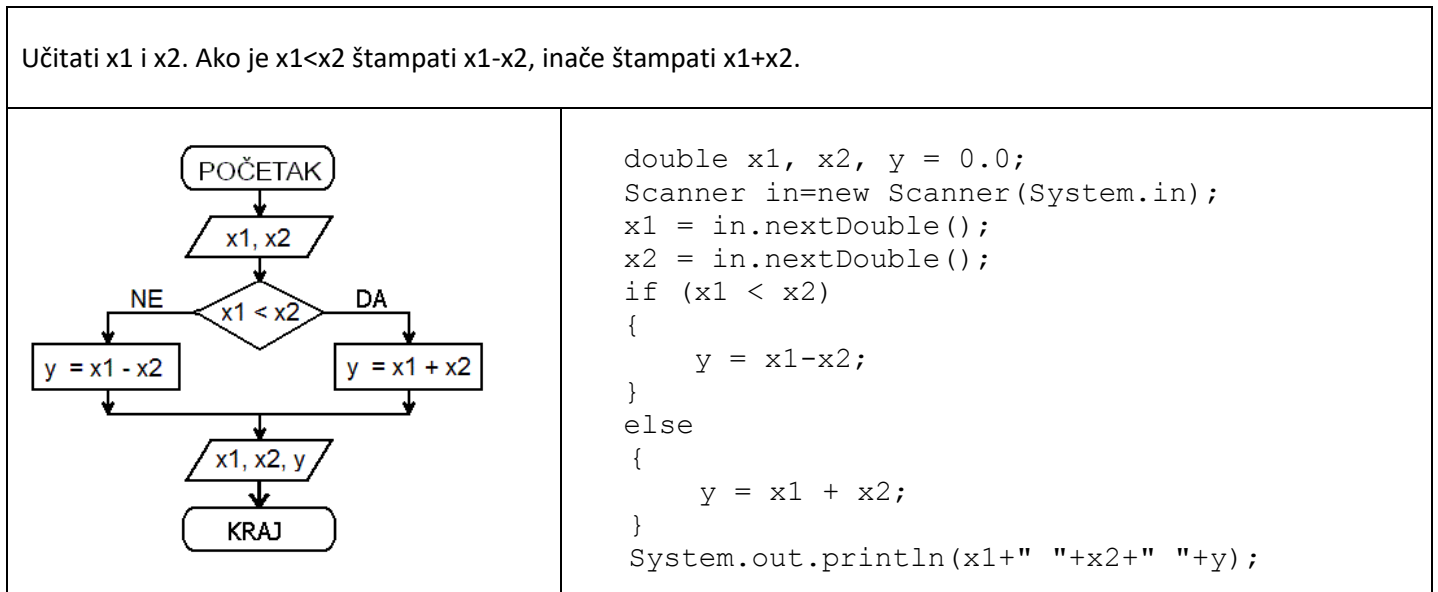 Učitati x1 i x2. Ako je x1<x2 štampati x1-x2, inače štampati x1+x2.
POČETAK
x1, x2
NE
x1 < x2
DA
y = x1 - x2
y = x1 + x2
x1, x2, y
KRAJ
double x1, x2, y = 0.0;
Scanner in=new Scanner(System.in);
x1 = in.nextDouble();
x2 = in.nextDouble();
if (x1 < x2)
{
y = x1-x2;
}
else
{
y = x1 + x2;
}
System.out.println(x1+" "+x2+" "+y);